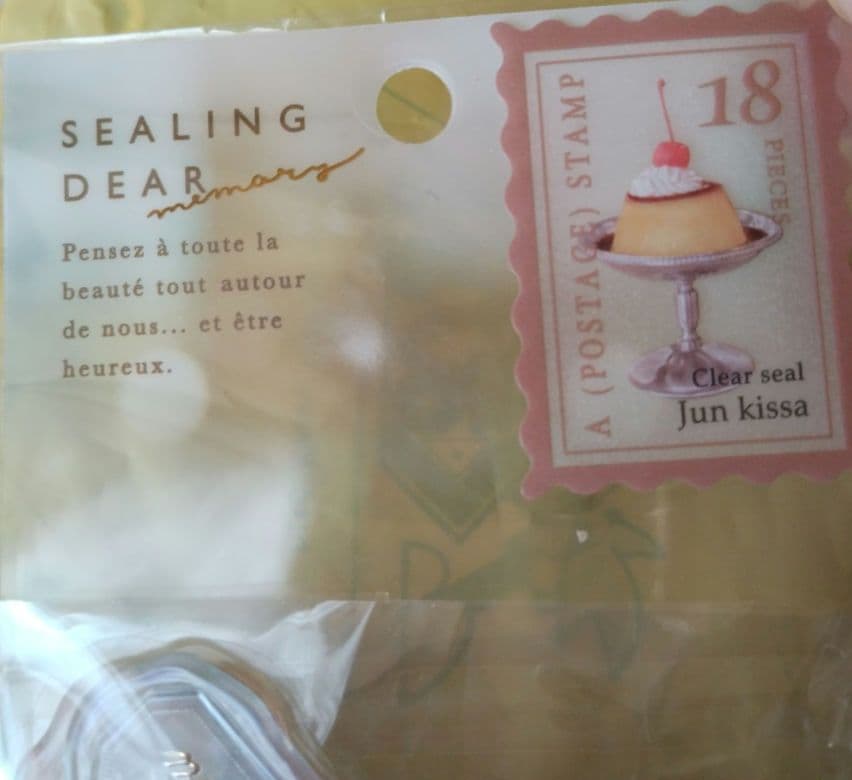 SEALING
DEAR
memory
Pensez à toute la
beauté tout autour
de nous... et être
heureux.
A (POSTAGE) STAMP
18
PIECES
Clear seal
Jun kissa